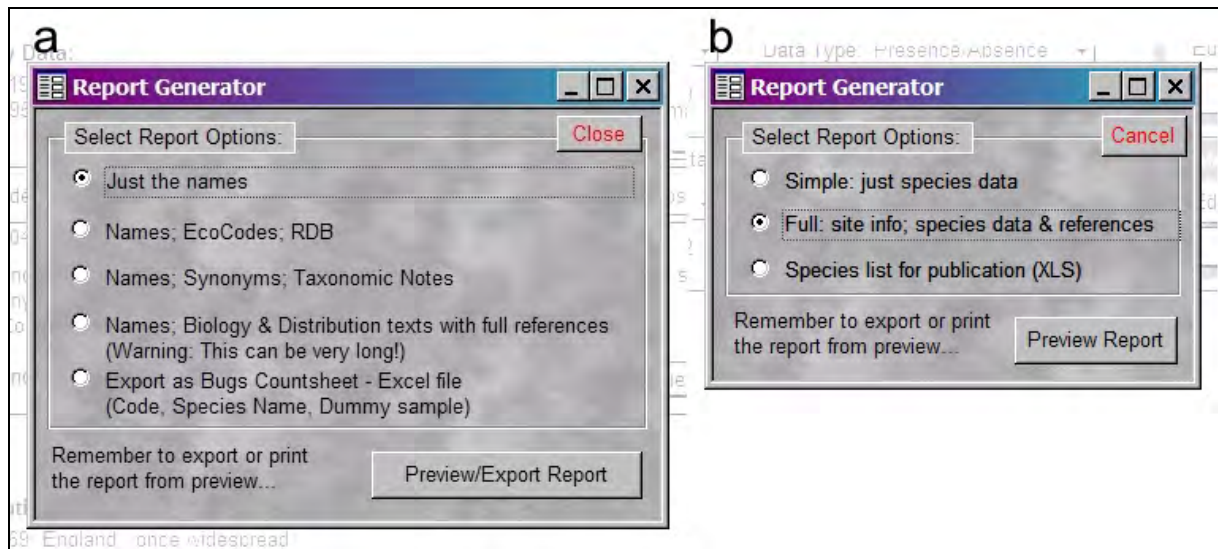 a
Data:
Report Generator
Select Report Options:
Close
Just the names
Names; EcoCodes; RDB
Names; Synonyms; Taxonomic Notes
Names; Biology & Distribution texts with full references
(Warning: This can be very long!)
Export as Bugs Countsheet - Excel file
(Code, Species Name, Dummy sample)
Remember to export or print
the report from preview...
Preview/Export Report
England once widespread
b
Data Type: Presence/Absence
Report Generator
Select Report Options:
Cancel
Simple: just species data
Full: site info; species data & references
Species list for publication (XLS)
Remember to export or print
the report from preview...
Preview Report